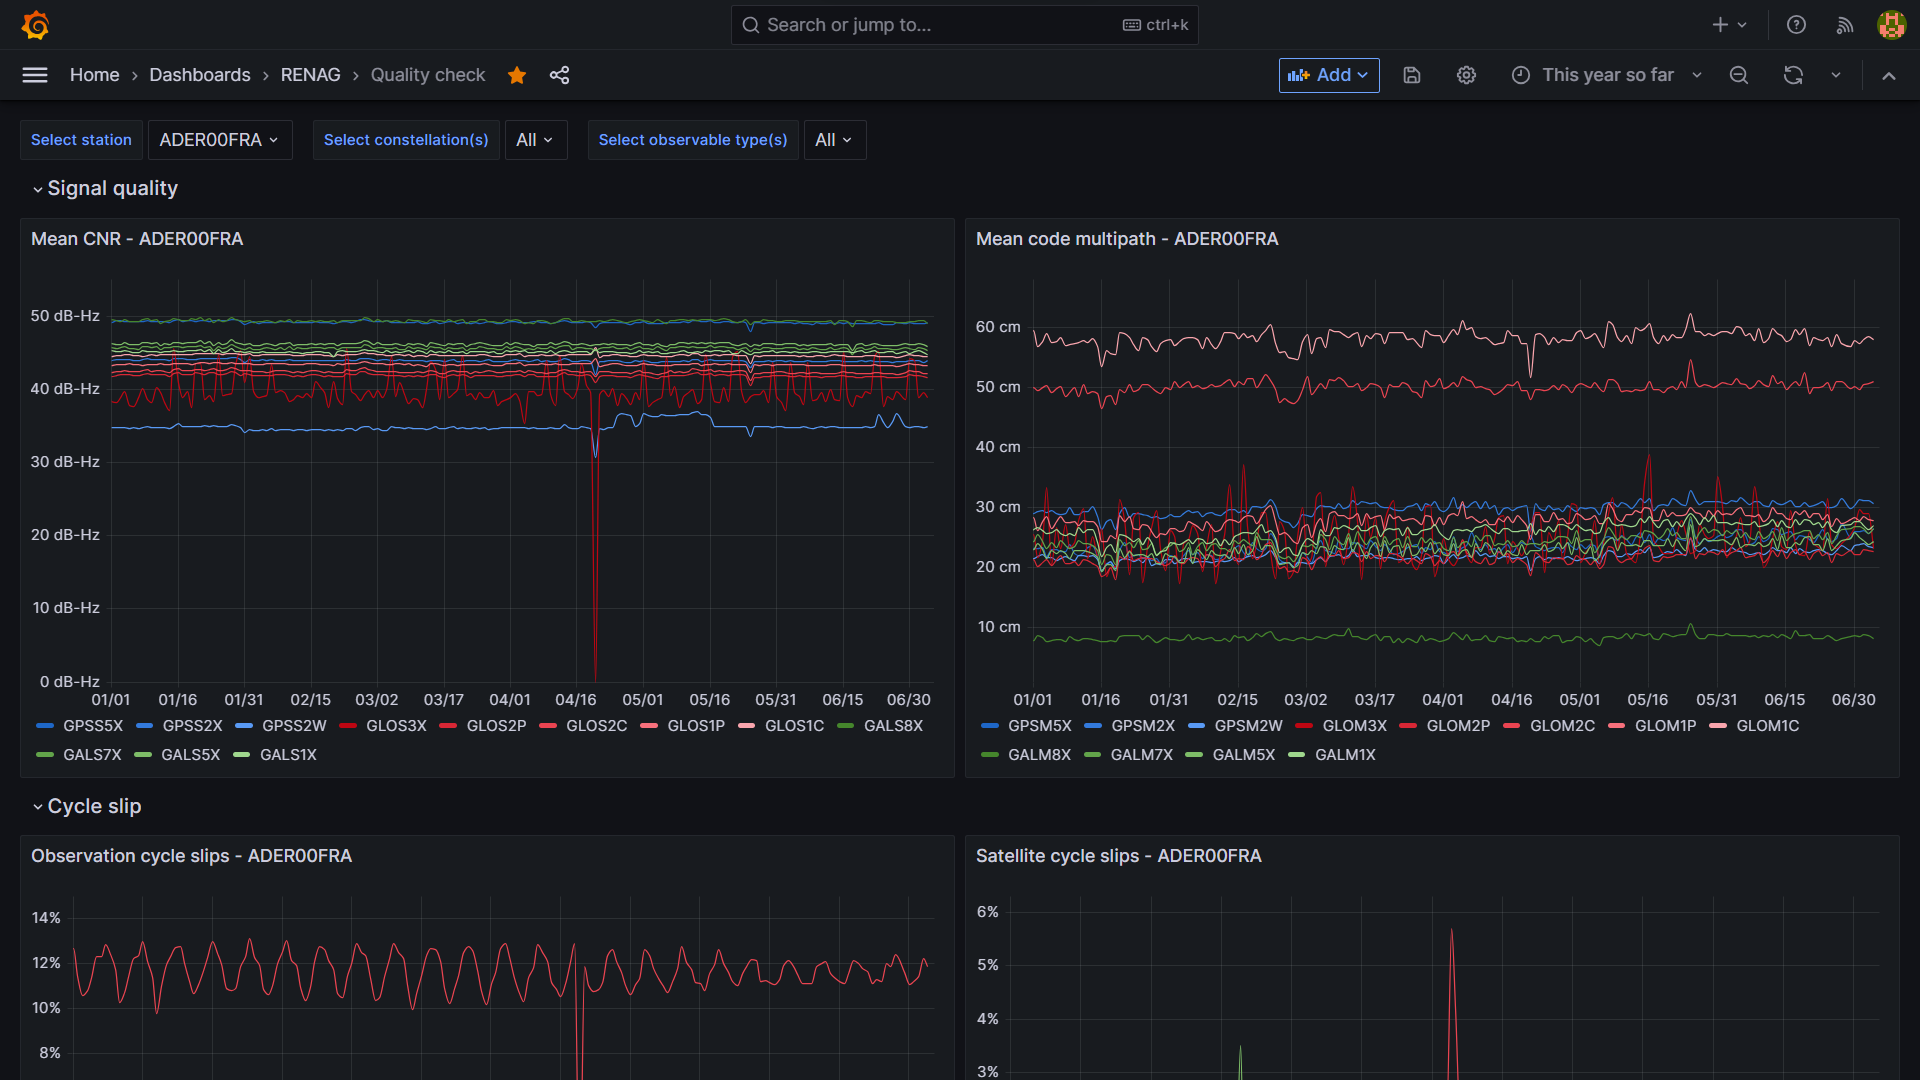 Search or jump to... ctrl+k
Home › Dashboards › RENAG › Quality check
Add
This year so far
Select station ADER00FRA Select constellation(s) All Select observable type(s) All
Signal quality
Mean CNR - ADER00FRA
50 dB-Hz
40 dB-Hz
30 dB-Hz
20 dB-Hz
10 dB-Hz
0 dB-Hz
01/01 01/16 01/31 02/15 03/02 03/17 04/01 04/16 05/01 05/16 05/31 06/15 06/30
GPSS5X GPSS2X GPSS2W GLOS3X GLOS2P GLOS2C GLOS1P GLOS1C GALS8X
GALS7X GALS5X GALS1X
Mean code multipath - ADER00FRA
60 cm
50 cm
40 cm
30 cm
20 cm
10 cm
01/01 01/16 01/31 02/15 03/02 03/17 04/01 04/16 05/01 05/16 05/31 06/15 06/30
GPSM5X GPSM2X GPSM2W GLOM3X GLOM2P GLOM2C GLOM1P GLOM1C
GALM8X GALM7X GALM5X GALM1X
Cycle slip
Observation cycle slips - ADER00FRA
14%
12%
10%
8%
Satellite cycle slips - ADER00FRA
6%
5%
4%
3%